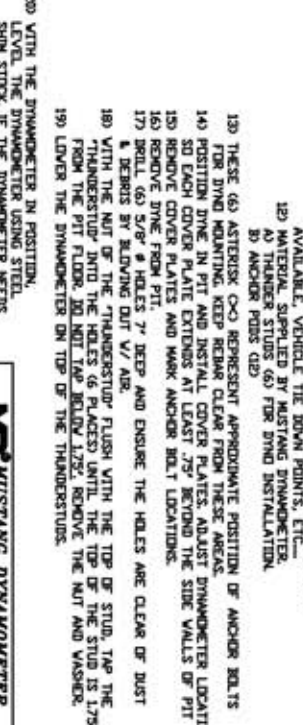 AVAILABLE, VEHICLE TIE DOWN POINTS, ETC...
12) MATERIAL SUPPLIED BY MUSTANG DYNAMOMETER.
A) THUNDER STUDS (6) FOR DYNO INSTALLATION.
B) ANCHOR PODS (12)
13) THESE (6) ASTERISK (✕) REPRESENT APPROXIMATE POSITION OF ANCHOR BOLTS
FOR DYNO MOUNTING. KEEP REBAR CLEAR FROM THESE AREAS.
14) POSITION DYNE IN PIT AND INSTALL COVER PLATES. ADJUST DYNAMOMETER LOCATI
SO EACH COVER PLATE EXTENDS AT LEAST .75" BEYOND THE SIDE WALLS OF PIT
15) REMOVE COVER PLATES AND MARK ANCHOR BOLT LOCATIONS.
16) REMOVE DYNE FROM PIT.
17) DRILL (6) 5/8" ø HOLES 7" DEEP AND ENSURE THE HOLES ARE CLEAR OF DUST
& DEBRIS BY BLOWING OUT W/ AIR.
18) WITH THE NUT OF THE "THUNDERSTUD" FLUSH WITH THE TOP OF STUD, TAP THE
"THUNDERSTUD" INTO THE HOLES (6 PLACES) UNTIL THE TOP OF THE STUD IS 1.75
FROM THE PIT FLOOR. DO NOT TAP BELOW 1.75". REMOVE THE NUT AND WASHER.
19) LOWER THE DYNAMOMETER ON TOP OF THE THUNDERSTUDS.
20) WITH THE DYNAMOMETER IN POSITION,
LEVEL THE DYNAMOMETER USING STEEL
SHIM STOCK IF THE DYNAMOMETER NEEDS
MUSTANG DYNAMOMETER